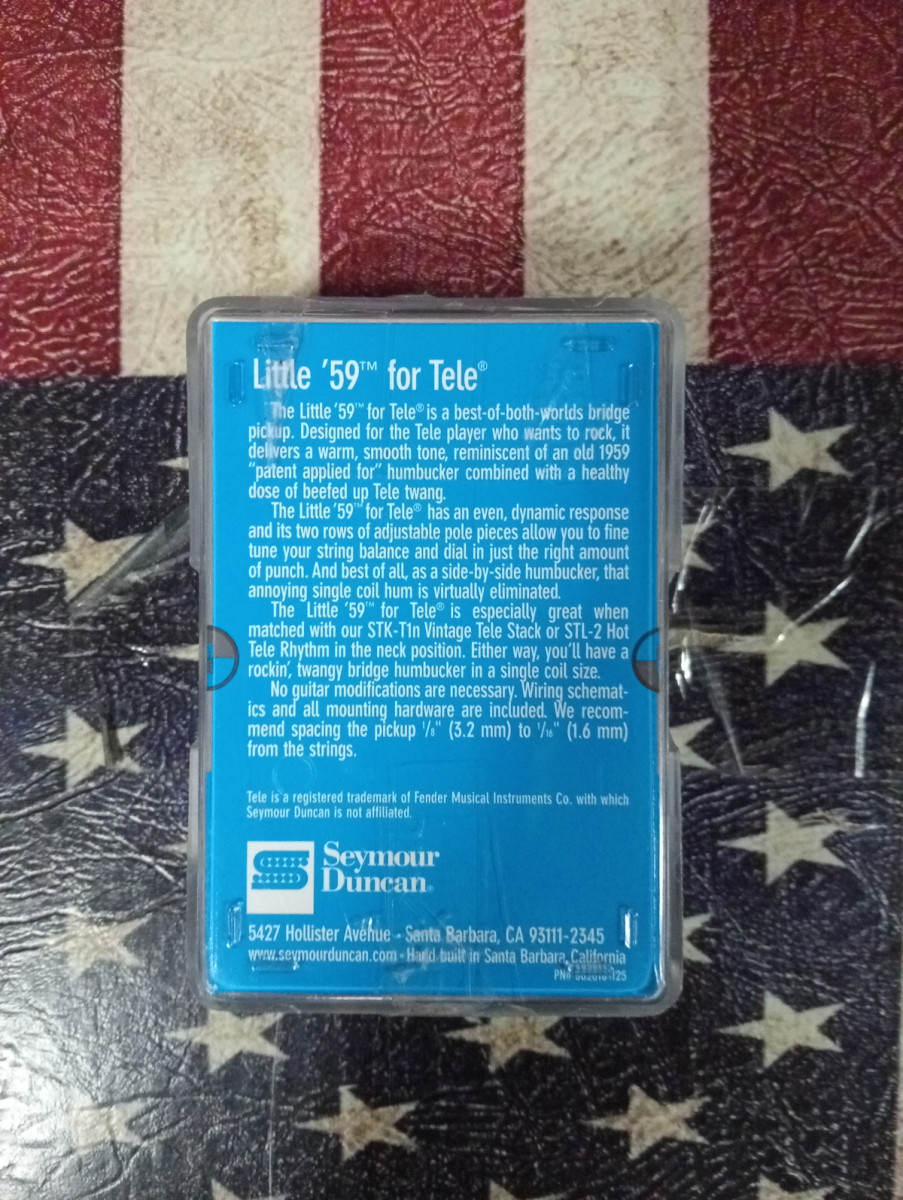 Little '59™ for Tele®
The Little '59™ for Tele® is a best-of-both-worlds bridge
pickup. Designed for the Tele player who wants to rock, it
delivers a warm, smooth tone, reminiscent of an old 1959
"patent applied for" humbucker combined with a healthy
dose of beefed up Tele twang.
The Little '59™ for Tele® has an even, dynamic response
and its two rows of adjustable pole pieces allow you to fine
tune your string balance and dial in just the right amount
of punch. And best of all, as a side-by-side humbucker, that
annoying single coil hum is virtually eliminated.
The Little '59™ for Tele® is especially great when
matched with our STK-T1n Vintage Tele Stack or STL-2 Hot
Tele Rhythm in the neck position. Either way, you'll have a
rockin', twangy bridge humbucker in a single coil size.
No guitar modifications are necessary. Wiring schemat-
ics and all mounting hardware are included. We recom-
mend spacing the pickup 1/8" (3.2 mm) to 1/16" (1.6 mm)
from the strings.
Tele is a registered trademark of Fender Musical Instruments Co. with which
Seymour Duncan is not affiliated.
Seymour
Duncan®
5427 Hollister Avenue • Santa Barbara, CA 93111-2345
www.seymourduncan.com • Hand built in Santa Barbara, California
PN#